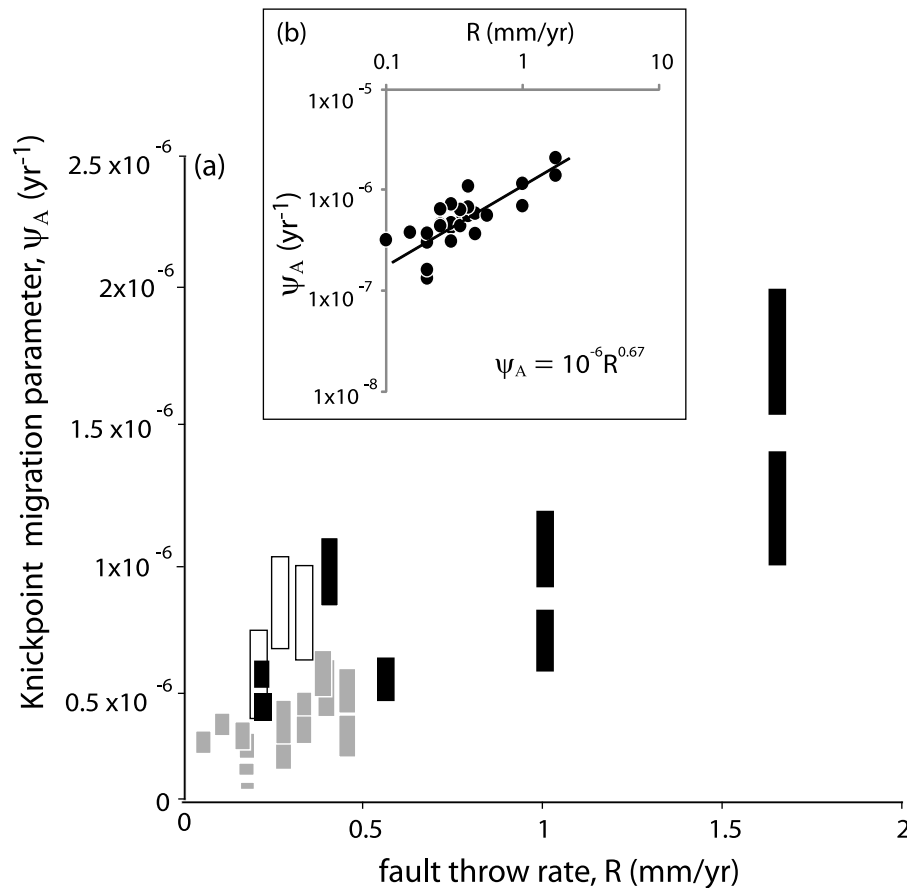 (b)
R (mm/yr)
0.1 1 10
1x10⁻⁵
1x10⁻⁶
1x10⁻⁷
1x10⁻⁸
ψA (yr⁻¹)
ψA = 10⁻⁶R⁰·⁶⁷
(a)
Knickpoint migration parameter, ψA (yr⁻¹)
2.5 x10⁻⁶
2x10⁻⁶
1.5 x10⁻⁶
1x10⁻⁶
0.5 x10⁻⁶
0
0 0.5 1 1.5 2
fault throw rate, R (mm/yr)